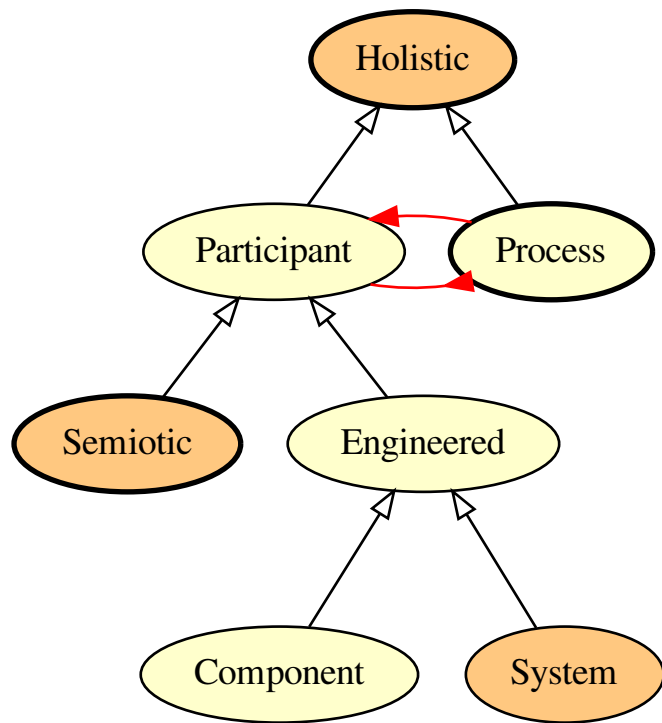 Holistic
Participant
Process
Semiotic
Engineered
Component
System